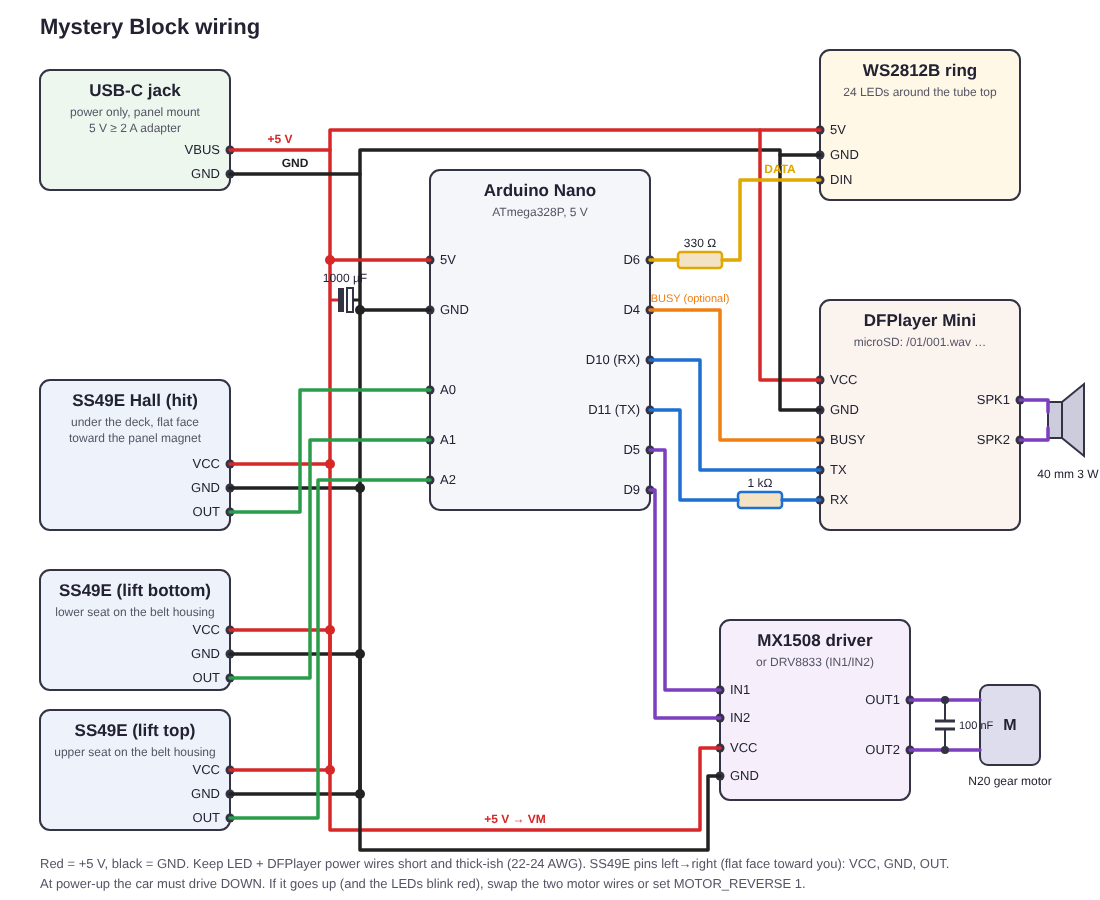 Mystery Block wiring
USB-C jack
power only, panel mount
5 V ≥ 2 A adapter
VBUS
GND
+5 V
GND
WS2812B ring
24 LEDs around the tube top
5V
GND
DIN
DATA
Arduino Nano
ATmega328P, 5 V
5V
GND
A0
A1
A2
D6
D4
D10 (RX)
D11 (TX)
D5
D9
1000 µF
330 Ω
BUSY (optional)
1 kΩ
DFPlayer Mini
microSD: /01/001.wav …
VCC
GND
BUSY
TX
RX
SPK1
SPK2
40 mm 3 W
SS49E Hall (hit)
under the deck, flat face
toward the panel magnet
VCC
GND
OUT
SS49E (lift bottom)
lower seat on the belt housing
VCC
GND
OUT
SS49E (lift top)
upper seat on the belt housing
VCC
GND
OUT
MX1508 driver
or DRV8833 (IN1/IN2)
IN1
IN2
VCC
GND
OUT1
OUT2
100 nF
M
N20 gear motor
+5 V → VM
Red = +5 V, black = GND. Keep LED + DFPlayer power wires short and thick-ish (22-24 AWG). SS49E pins left→right (flat face toward you): VCC, GND, OUT.
At power-up the car must drive DOWN. If it goes up (and the LEDs blink red), swap the two motor wires or set MOTOR_REVERSE 1.